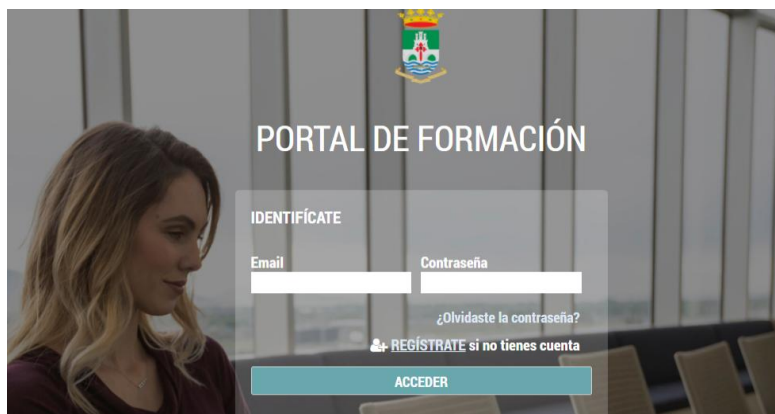 PORTAL DE FORMACIÓN
IDENTIFÍCATE
Email Contraseña
¿Olvidaste la contraseña?
REGÍSTRATE si no tienes cuenta
ACCEDER